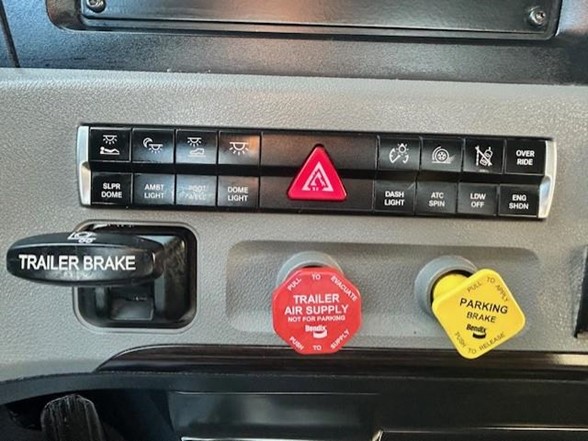 OVER
RIDE
SLPR
DOME
AMBT
LIGHT
FOOT
DOME
LIGHT
DASH
LIGHT
ATC
SPIN
LDW
OFF
ENG
SHDN
TRAILER BRAKE
PULL TO EVACUATE
TRAILER
AIR SUPPLY
NOT FOR PARKING
Bendix
PUSH TO SUPPLY
PULL TO APPLY
PARKING
BRAKE
Bendix
PUSH TO RELEASE